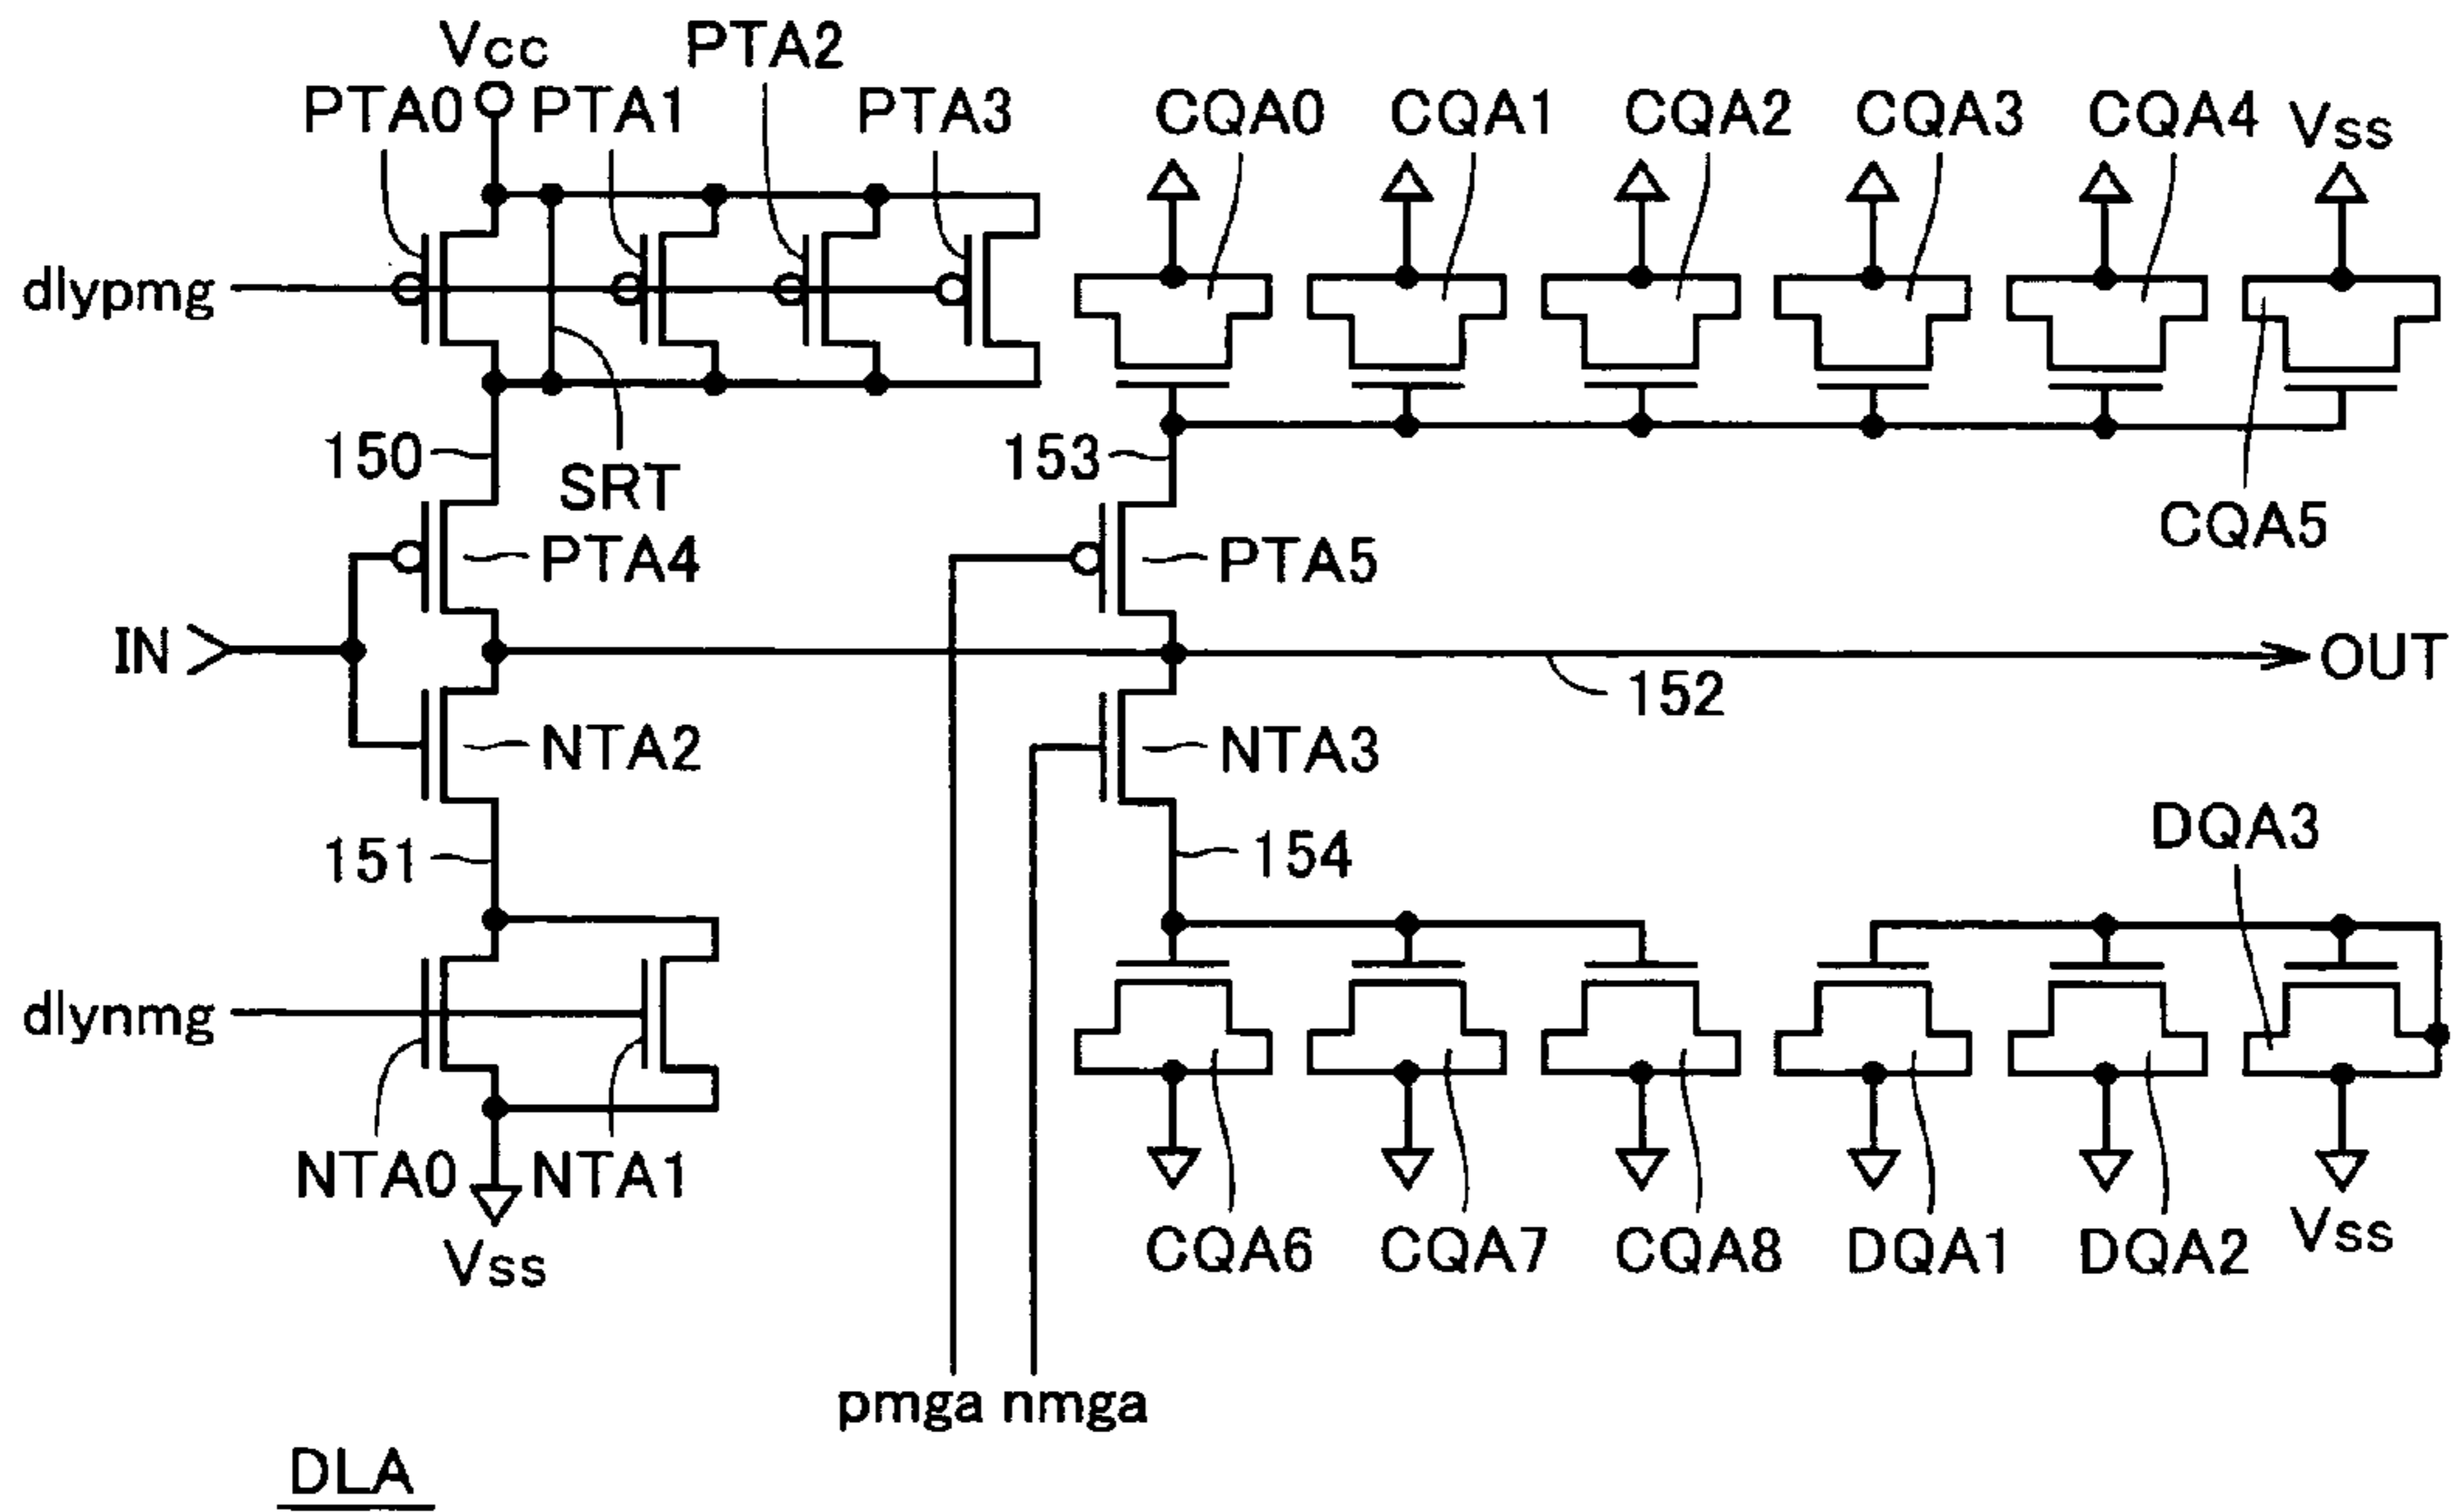 Vcc
PTA2
PTA0
PTA1
PTA3
CQA0
CQA1
CQA2
CQA3
CQA4
Vss
dlypmg
150
SRT
153
CQA5
PTA4
PTA5
IN
OUT
152
NTA2
NTA3
151
154
DQA3
dlynmg
NTA0
NTA1
Vss
CQA6
CQA7
CQA8
DQA1
DQA2
Vss
pmga nmga
DLA